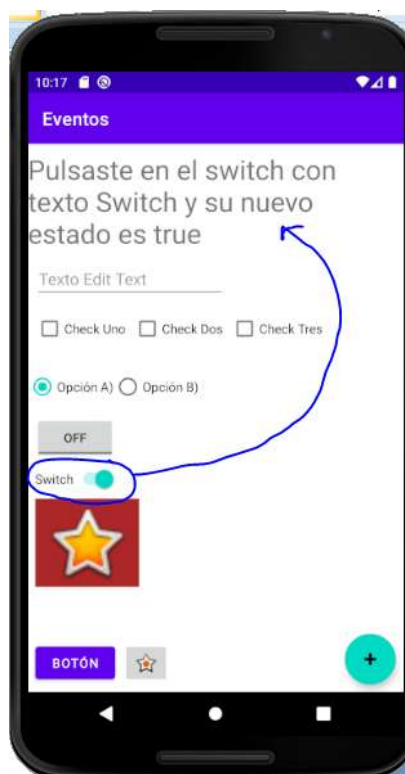 10:17
Eventos
Pulsaste en el switch con
texto Switch y su nuevo
estado es true
Texto Edit Text
Check Uno Check Dos Check Tres
Opción A) Opción B)
OFF
Switch
BOTÓN
+